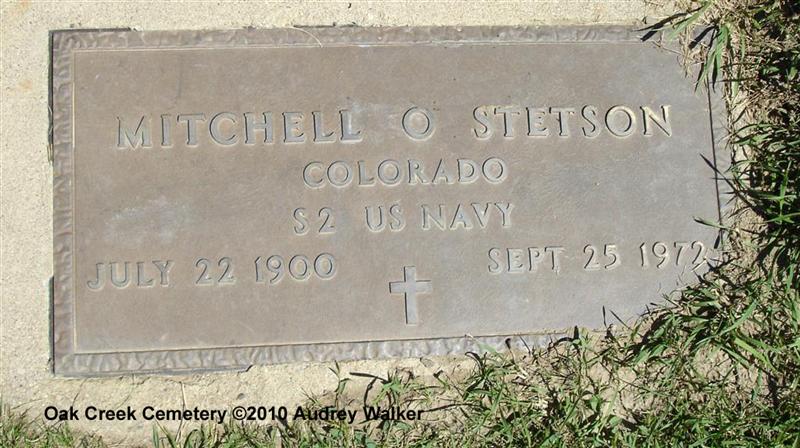 MITCHELL O STETSON
COLORADO
S2 US NAVY
JULY 22 1900 SEPT 25 1972
Oak Creek Cemetery ©2010 Audrey Walker